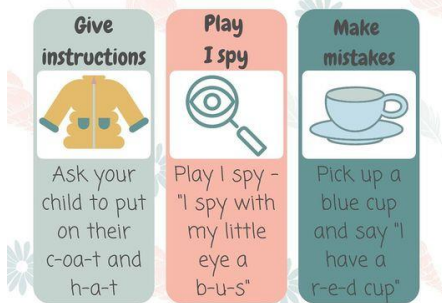 Give
instructions
Ask your
child to put
on their
c-oa-t and
h-a-t
Play
I spy
Play I spy -
"I spy with
my little
eye a
b-u-s"
Make
mistakes
Pick up a
blue cup
and say "I
have a
r-e-d cup"